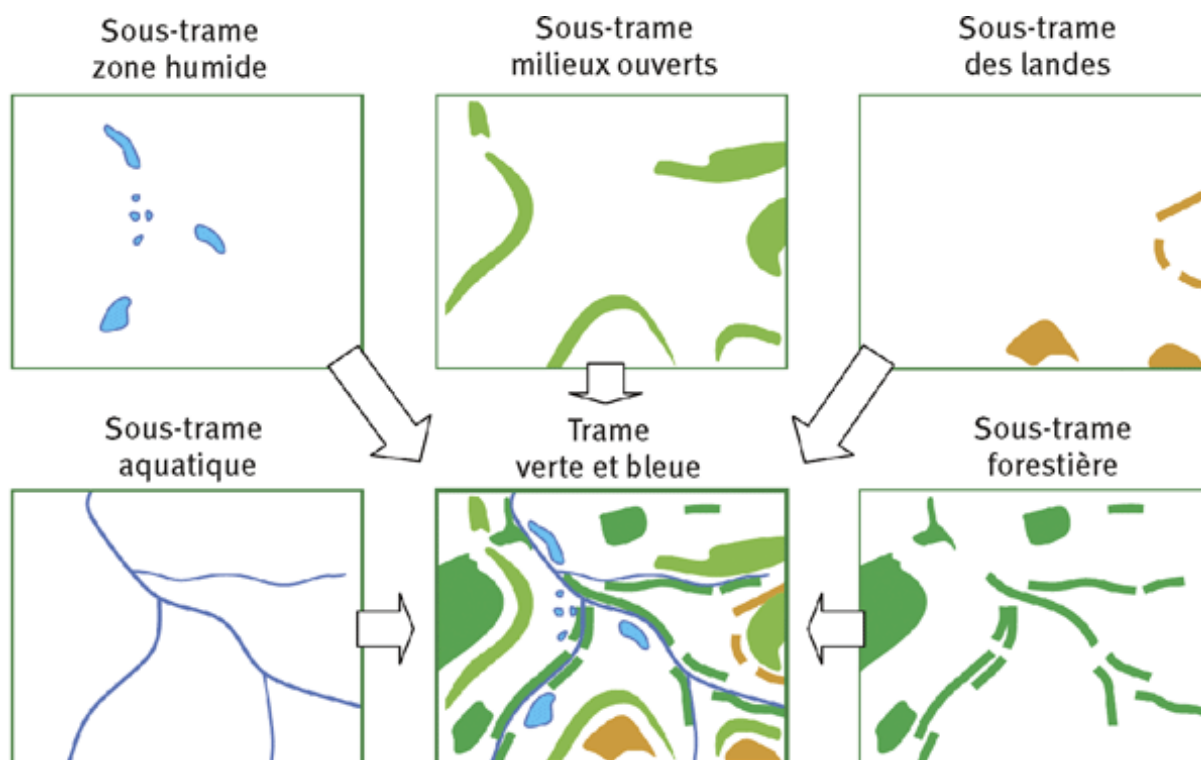 Sous-trame
zone humide
Sous-trame
milieux ouverts
Sous-trame
des landes
Sous-trame
aquatique
Trame
verte et bleue
Sous-trame
forestière